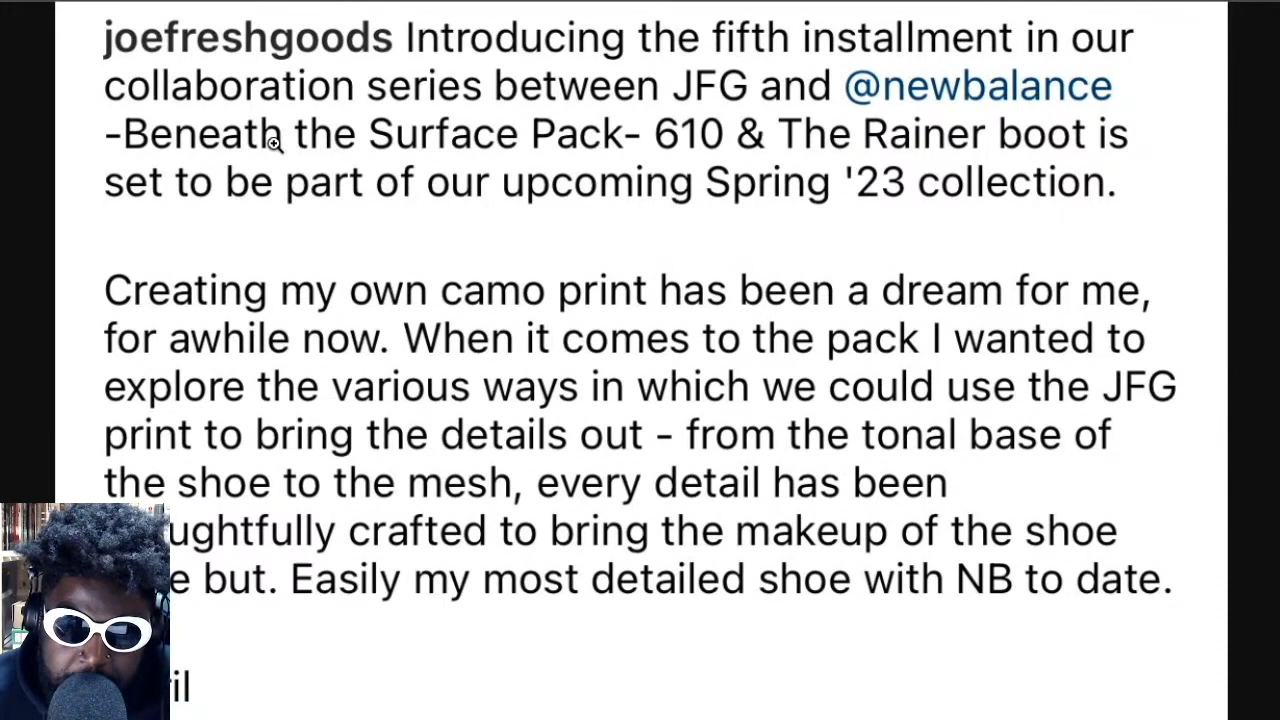 joefreshgoods Introducing the fifth installment in our
collaboration series between JFG and @newbalance
-Beneath the Surface Pack- 610 & The Rainer boot is
set to be part of our upcoming Spring '23 collection.
Creating my own camo print has been a dream for me,
for awhile now. When it comes to the pack I wanted to
explore the various ways in which we could use the JFG
print to bring the details out - from the tonal base of
the shoe to the mesh, every detail has been
ughtfully crafted to bring the makeup of the shoe
e but. Easily my most detailed shoe with NB to date.
il